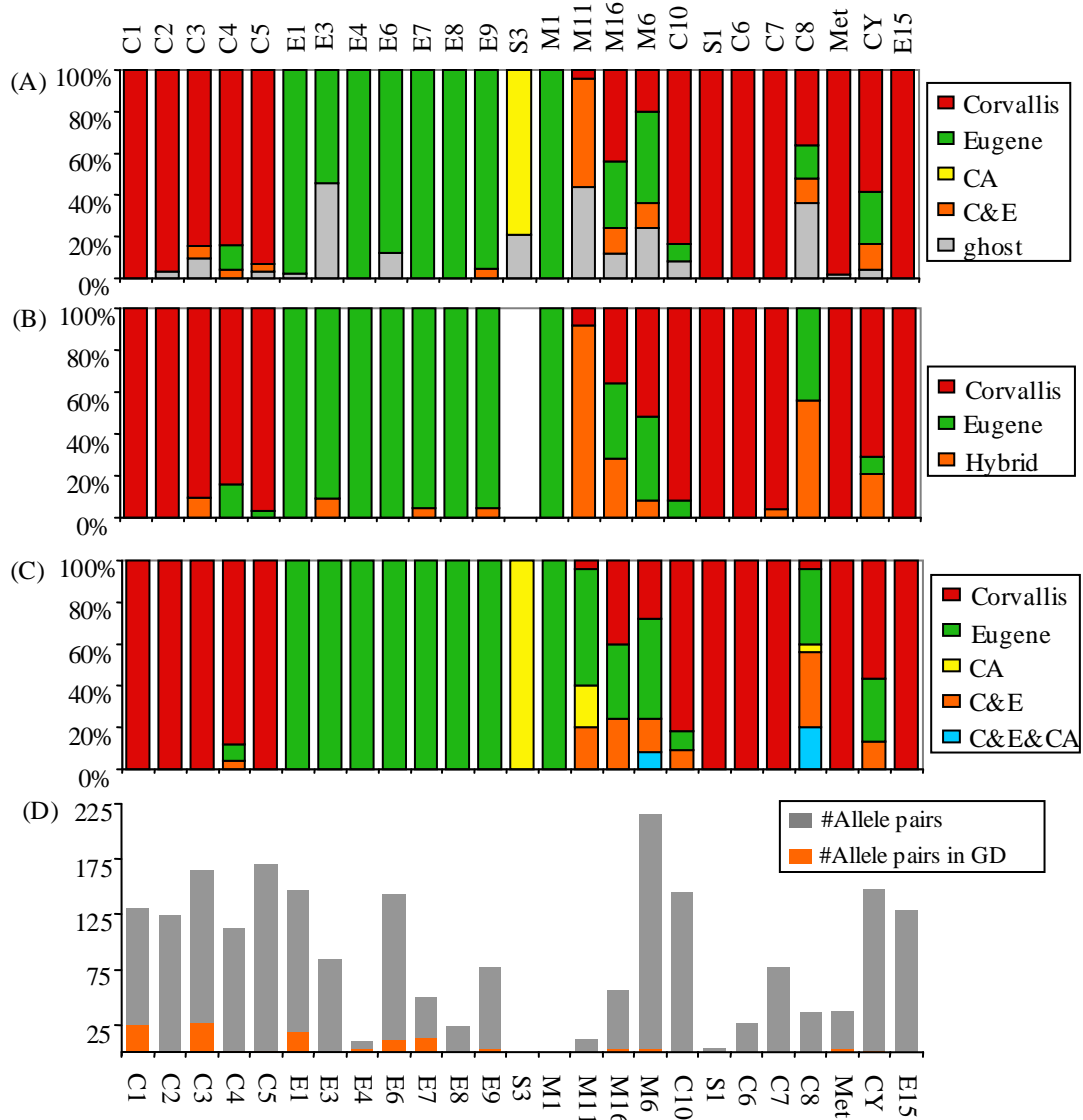 C1 C2 C3 C4 C5 E1 E3 E4 E6 E7 E8 E9 S3 M1 M11 M16 M6 C10 S1 C6 C7 C8 Met CY E15
(A)
100%
80%
60%
40%
20%
0%
Corvallis
Eugene
CA
C&E
ghost
(B)
100%
80%
60%
40%
20%
0%
Corvallis
Eugene
Hybrid
(C)
100%
80%
60%
40%
20%
0%
Corvallis
Eugene
CA
C&E
C&E&CA
(D)
225
175
125
75
25
#Allele pairs
#Allele pairs in GD
C1 C2 C3 C4 C5 E1 E3 E4 E6 E7 E8 E9 S3 M1 M11 M16 M6 C10 S1 C6 C7 C8 Met CY E15